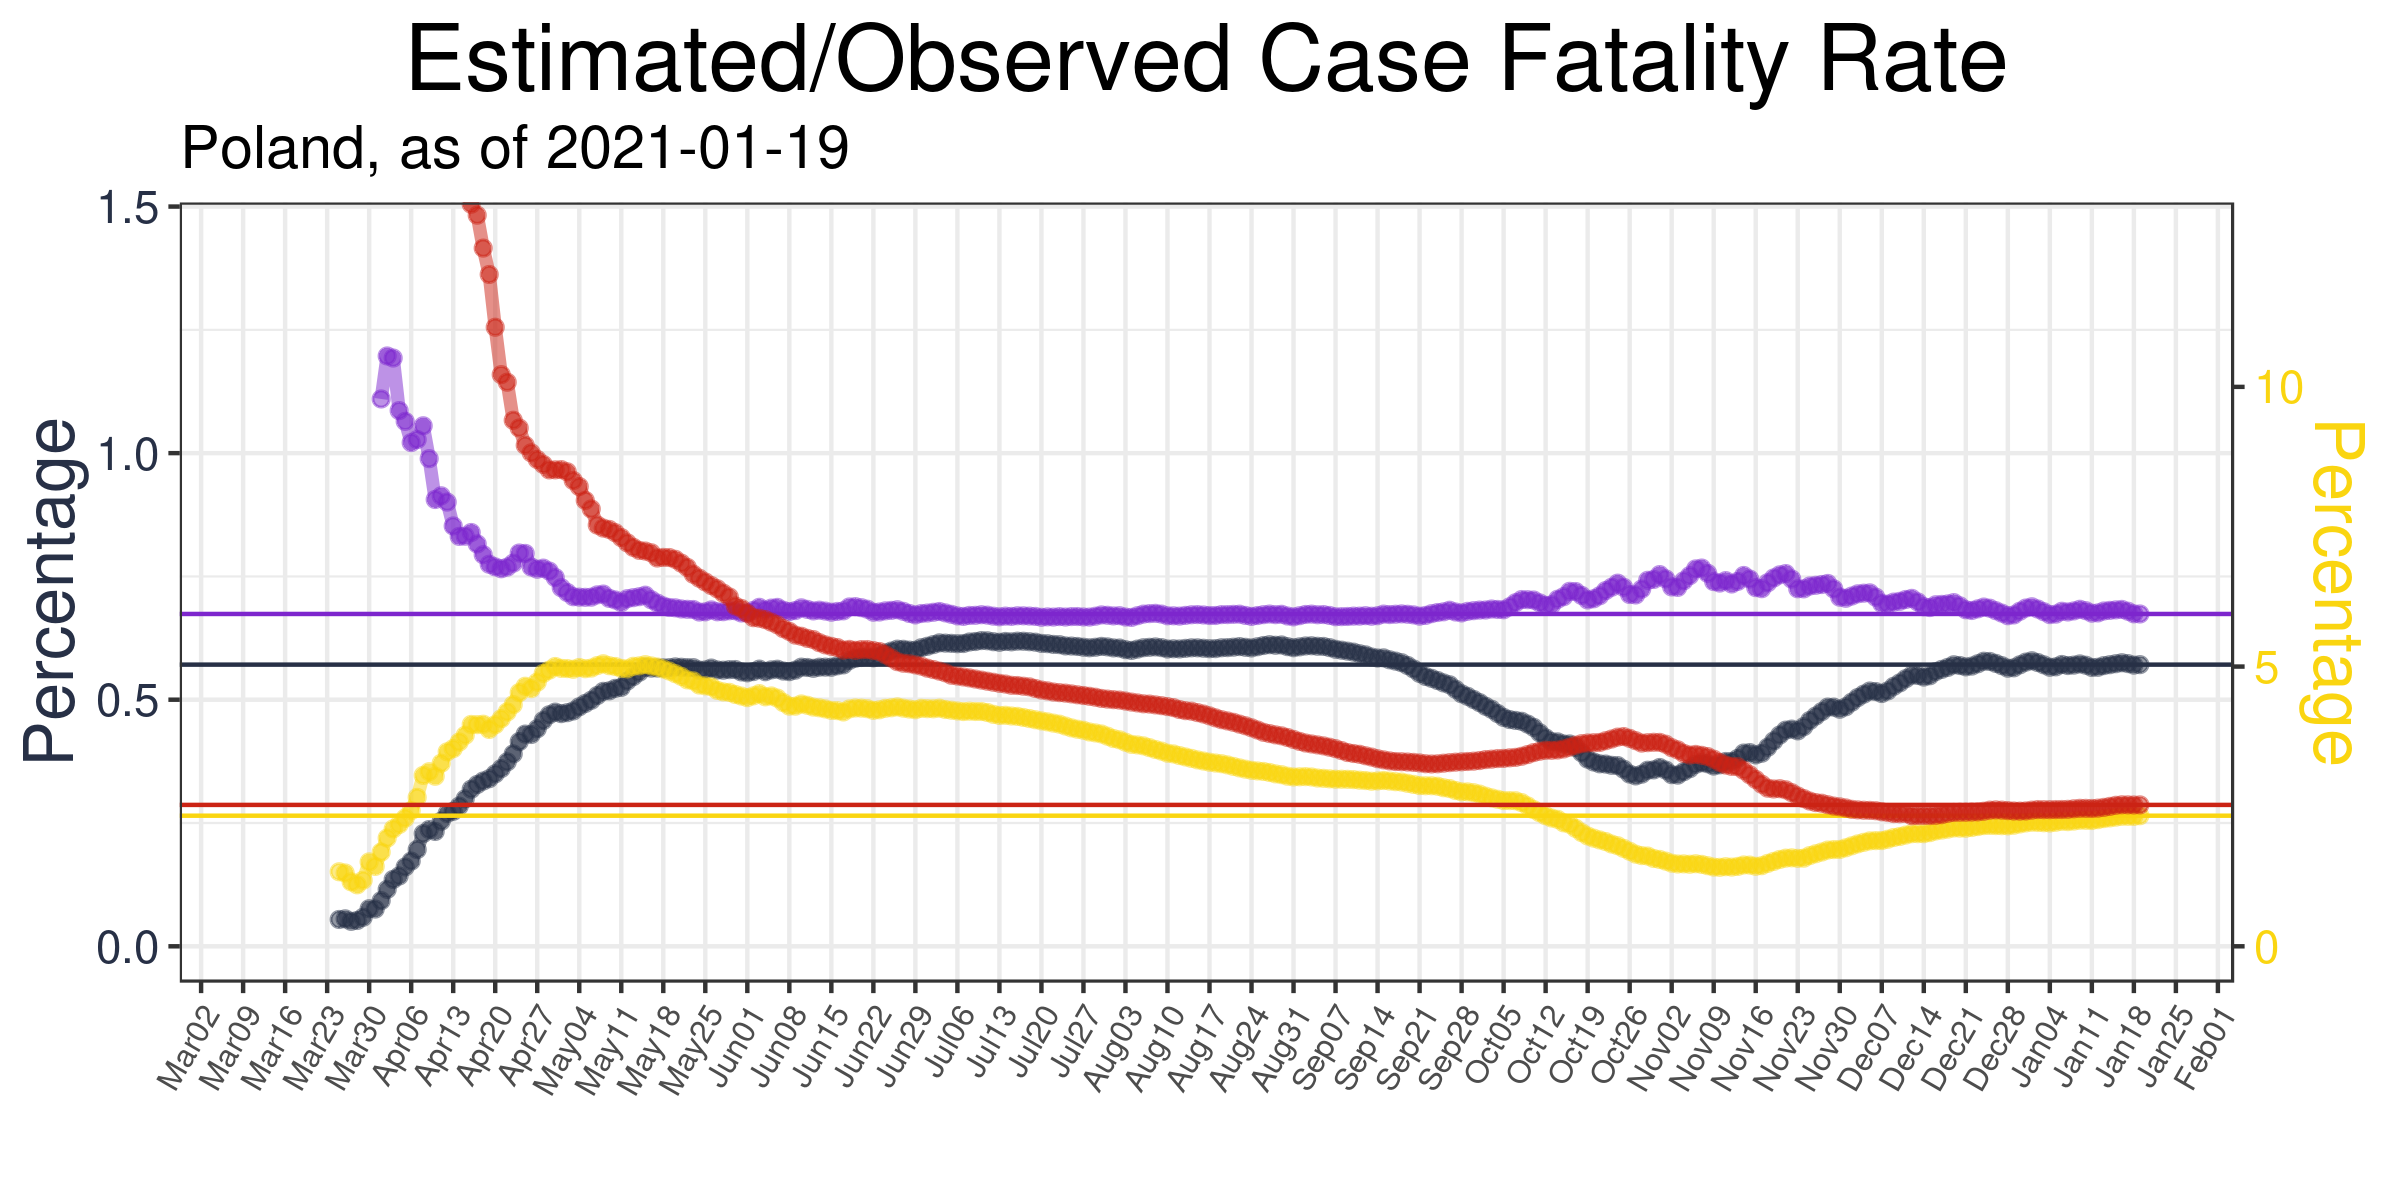 Estimated/Observed Case Fatality Rate
Poland, as of 2021-01-19
Percentage
1.5
1.0
0.5
0.0
10
5
0
Percentage
Mar02
Mar09
Mar16
Mar23
Mar30
Apr06
Apr13
Apr20
Apr27
May04
May11
May18
May25
Jun01
Jun08
Jun15
Jun22
Jun29
Jul06
Jul13
Jul20
Jul27
Aug03
Aug10
Aug17
Aug24
Aug31
Sep07
Sep14
Sep21
Sep28
Oct05
Oct12
Oct19
Oct26
Nov02
Nov09
Nov16
Nov23
Nov30
Dec07
Dec14
Dec21
Dec28
Jan04
Jan11
Jan18
Jan25
Feb01